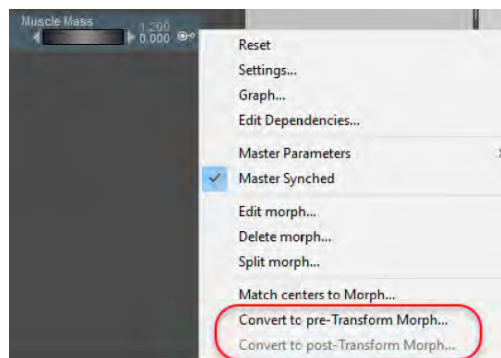 Muscle Mass
1.200
0.000
Reset
Settings...
Graph...
Edit Dependencies...
Master Parameters
Master Synched
Edit morph...
Delete morph...
Split morph...
Match centers to Morph...
Convert to pre-Transform Morph...
Convert to post-Transform Morph...